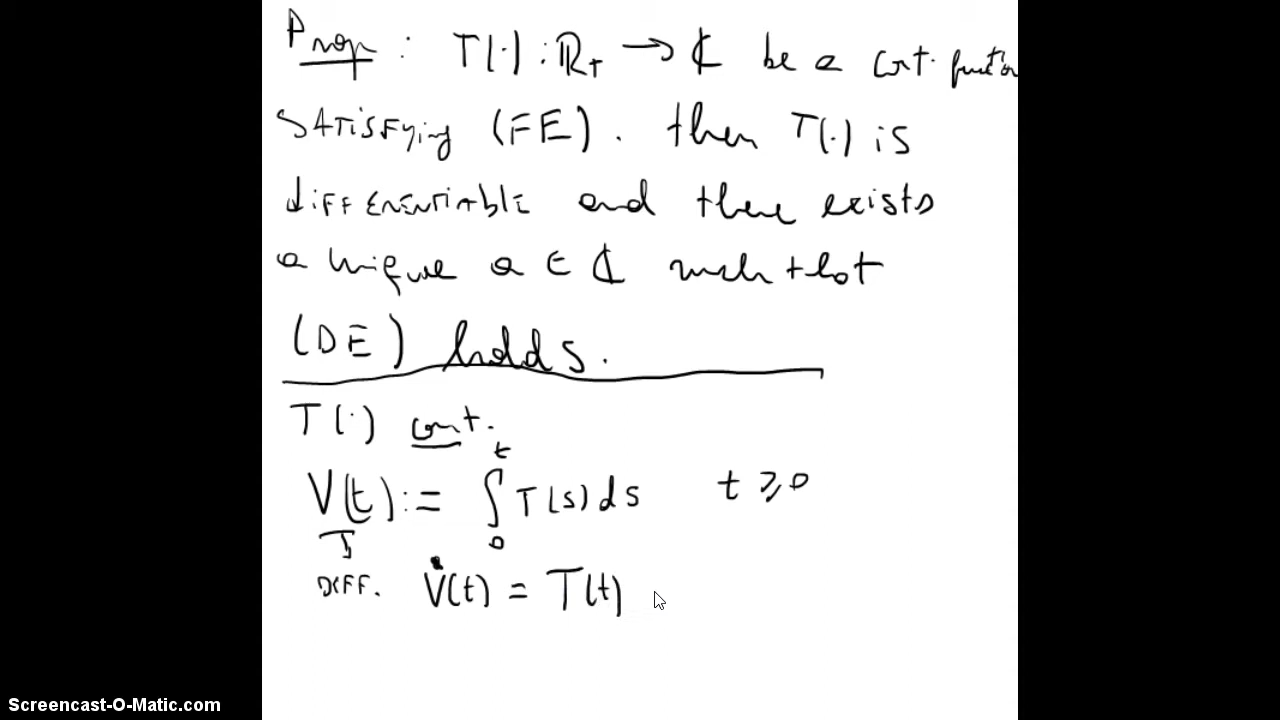 Prop: T(·): ℝ₊ → ₵ be a cont. function
satisfying (FE). then T(·) is
differentiable and there exists
a unique a ∈ ₵ such that
(DE) holds.
T(·) cont.
V(t) := ∫₀ᵗ T(s) ds t ≥ 0
DIFF. V̇(t) = T(t)
Screencast-O-Matic.com